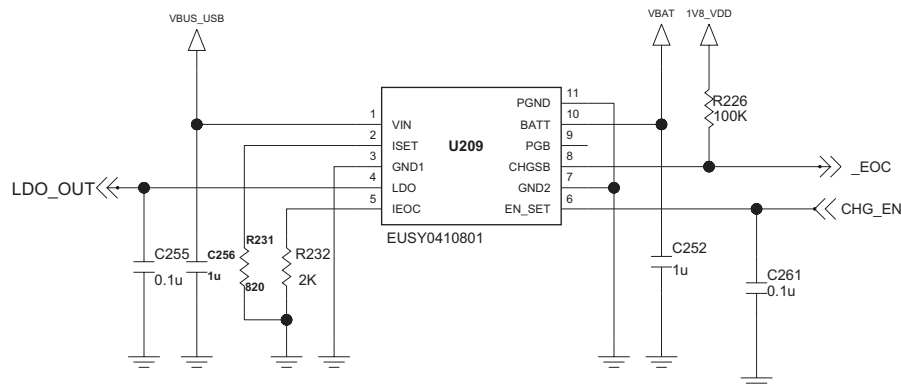 VBUS_USB
VBAT
1V8_VDD
11
PGND
R226
100K
1
VIN
BATT
10
2
ISET
U209
PGB
9
3
GND1
CHGSB
8
_EOC
LDO_OUT
4
LDO
GND2
7
5
IEOC
EN_SET
6
CHG_EN
EUSY0410801
C255
0.1u
C256
1u
R231
820
R232
2K
C252
1u
C261
0.1u